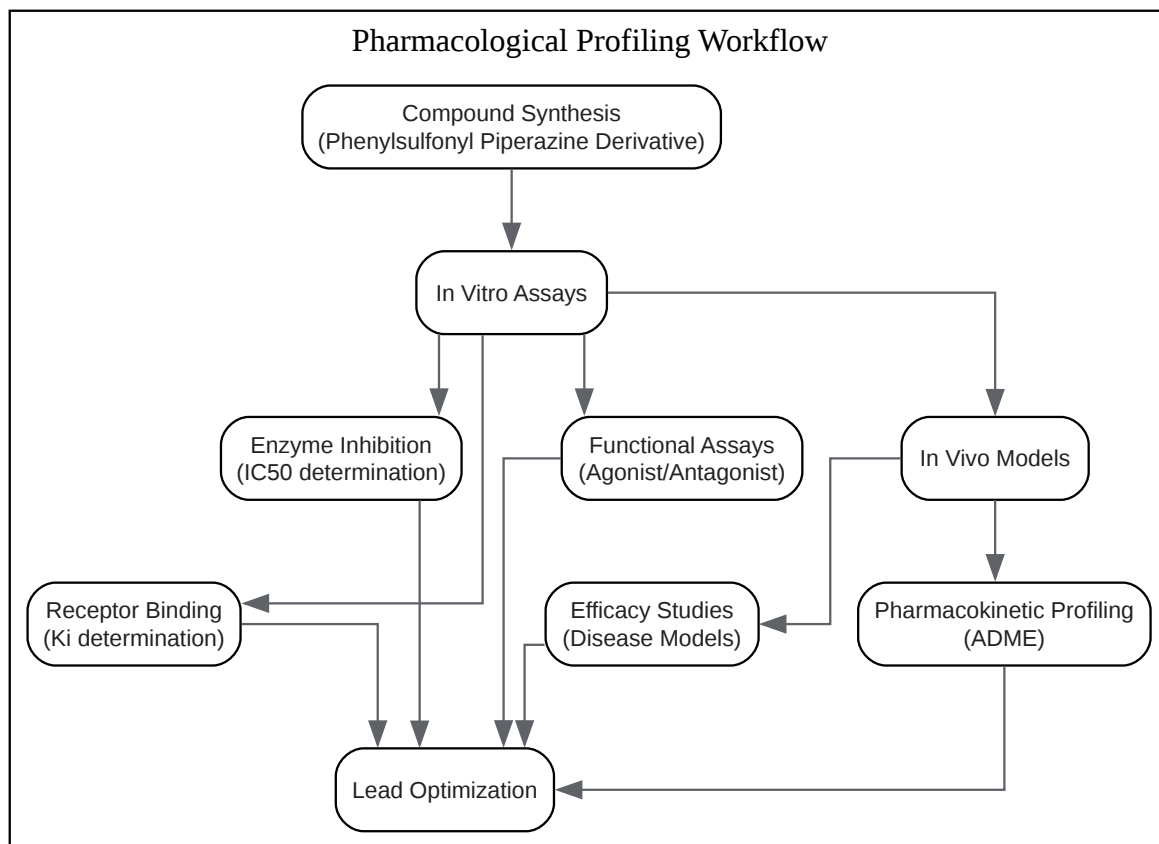 Pharmacological Profiling Workflow
Compound Synthesis
(Phenylsulfonyl Piperazine Derivative)
In Vitro Assays
Enzyme Inhibition
(IC50 determination)
Functional Assays
(Agonist/Antagonist)
In Vivo Models
Receptor Binding
(Ki determination)
Efficacy Studies
(Disease Models)
Pharmacokinetic Profiling
(ADME)
Lead Optimization